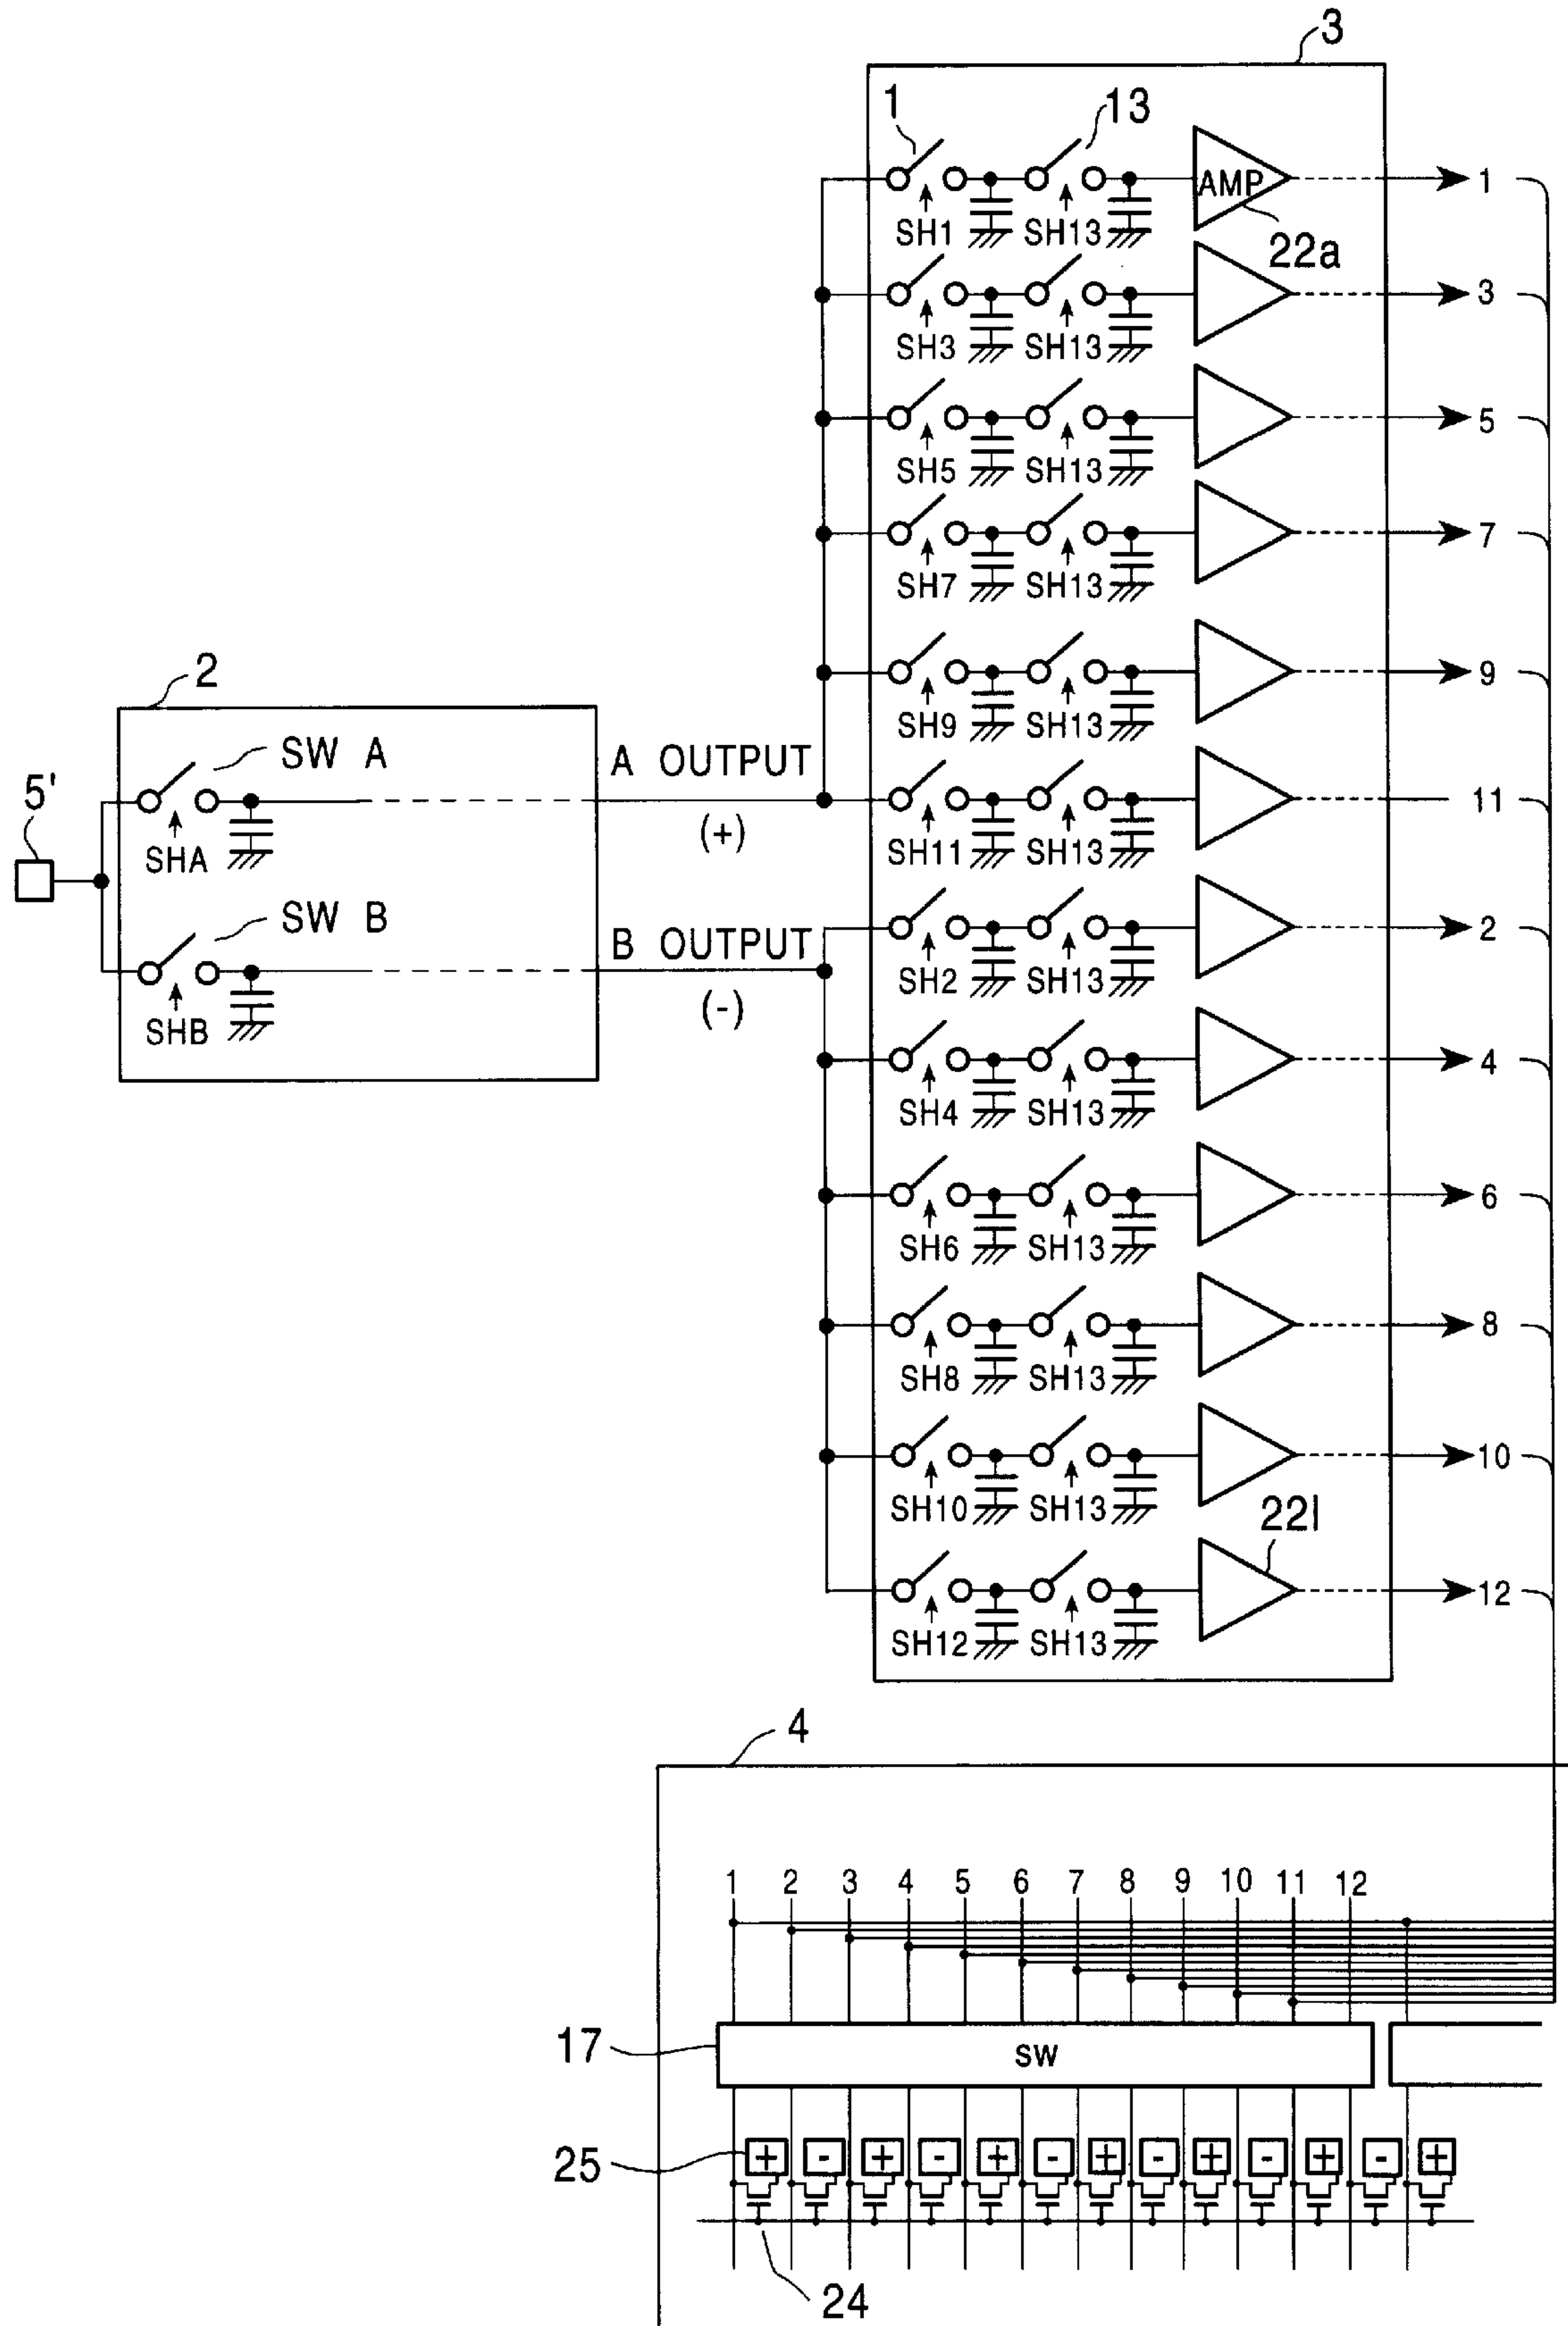 3
1 13
AMP 1
SH1 SH13
22a
3
SH3 SH13
5
SH5 SH13
7
SH7 SH13
9
SH9 SH13
2
SW A
A OUTPUT
5'
(+)
11
SHA
SH11 SH13
SW B
B OUTPUT
2
(-)
SH2 SH13
SHB
4
SH4 SH13
6
SH6 SH13
8
SH8 SH13
10
SH10 SH13
22l
12
SH12 SH13
4
1 2 3 4 5 6 7 8 9 10 11 12
17 SW
25 + - + - + - + - + - + - +
24